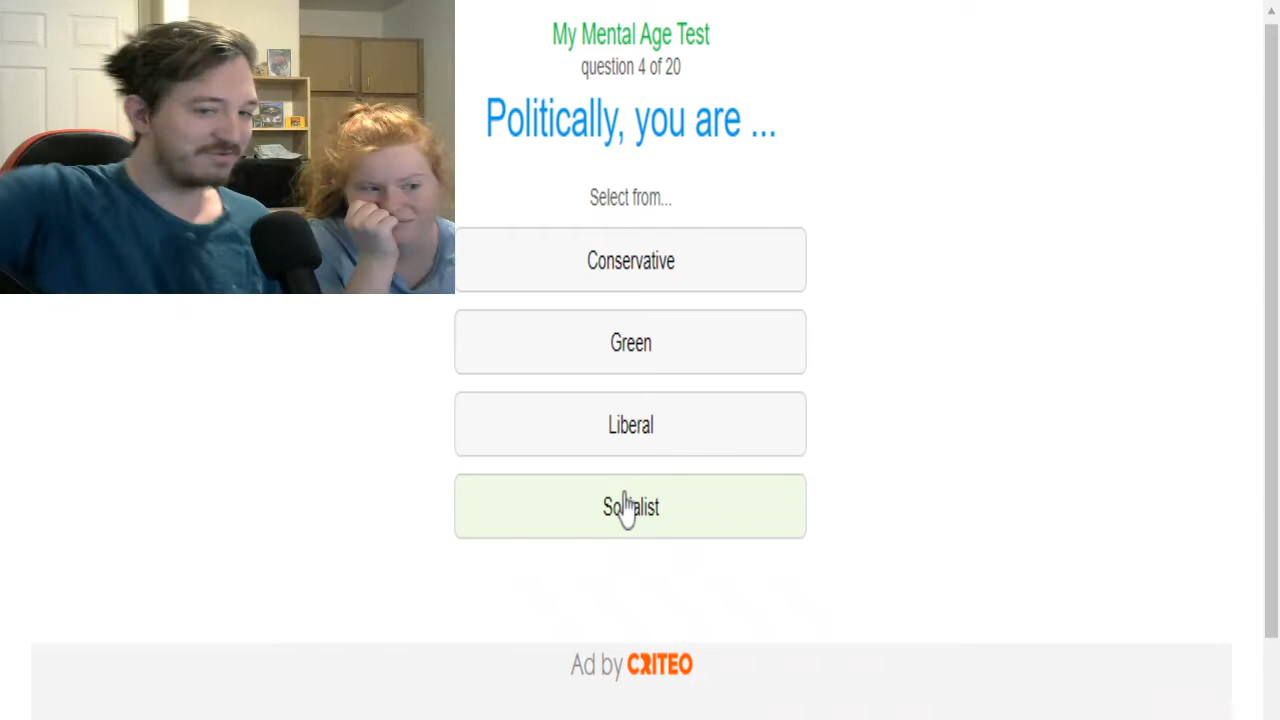 My Mental Age Test
question 4 of 20
Politically, you are ...
Select from...
Conservative
Green
Liberal
Socialist
Ad by CRITEO